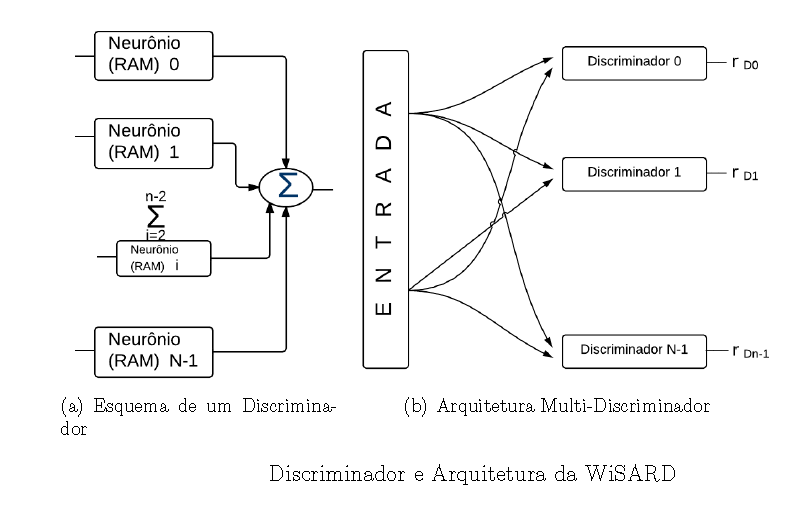 Neurônio
(RAM) 0
Neurônio
(RAM) 1
n-2
Σ
i=2
Neurônio
(RAM) i
Neurônio
(RAM) N-1
Σ
(a) Esquema de um Discrimina-
dor
ENTRADA
Discriminador 0
r D0
Discriminador 1
r D1
Discriminador N-1
r Dn-1
(b) Arquitetura Multi-Discriminador
Discriminador e Arquitetura da WiSARD